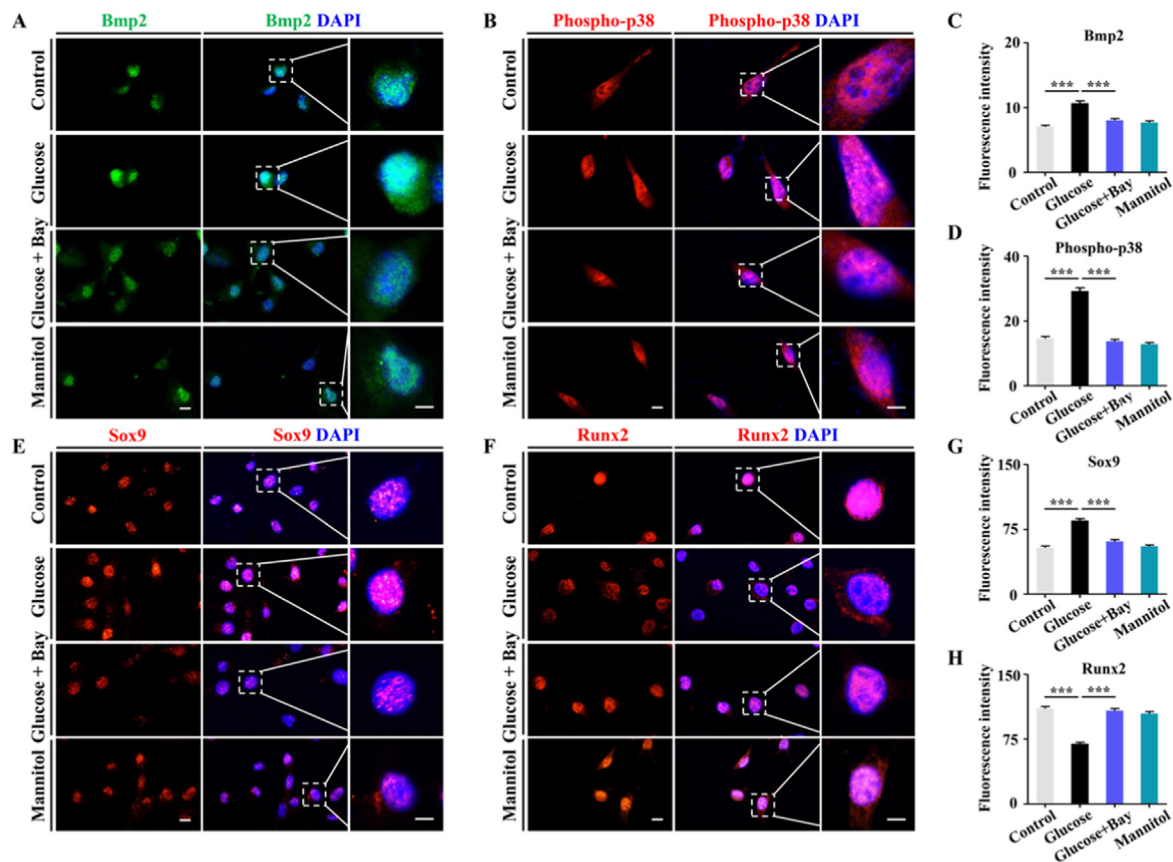 A
Bmp2
Bmp2 DAPI
Control
Glucose
Glucose + Bay
Mannitol
B
Phospho-p38
Phospho-p38 DAPI
Control
Glucose
Glucose + Bay
Mannitol
C
Bmp2
Fluorescence intensity
20
10
0
*** ***
Control
Glucose
Glucose+Bay
Mannitol
D
Phospho-p38
Fluorescence intensity
40
20
0
*** ***
Control
Glucose
Glucose+Bay
Mannitol
E
Sox9
Sox9 DAPI
Control
Glucose
Glucose + Bay
Mannitol
F
Runx2
Runx2 DAPI
Control
Glucose
Glucose + Bay
Mannitol
G
Sox9
Fluorescence intensity
150
75
0
*** ***
Control
Glucose
Glucose+Bay
Mannitol
H
Runx2
Fluorescence intensity
150
75
0
*** ***
Control
Glucose
Glucose+Bay
Mannitol